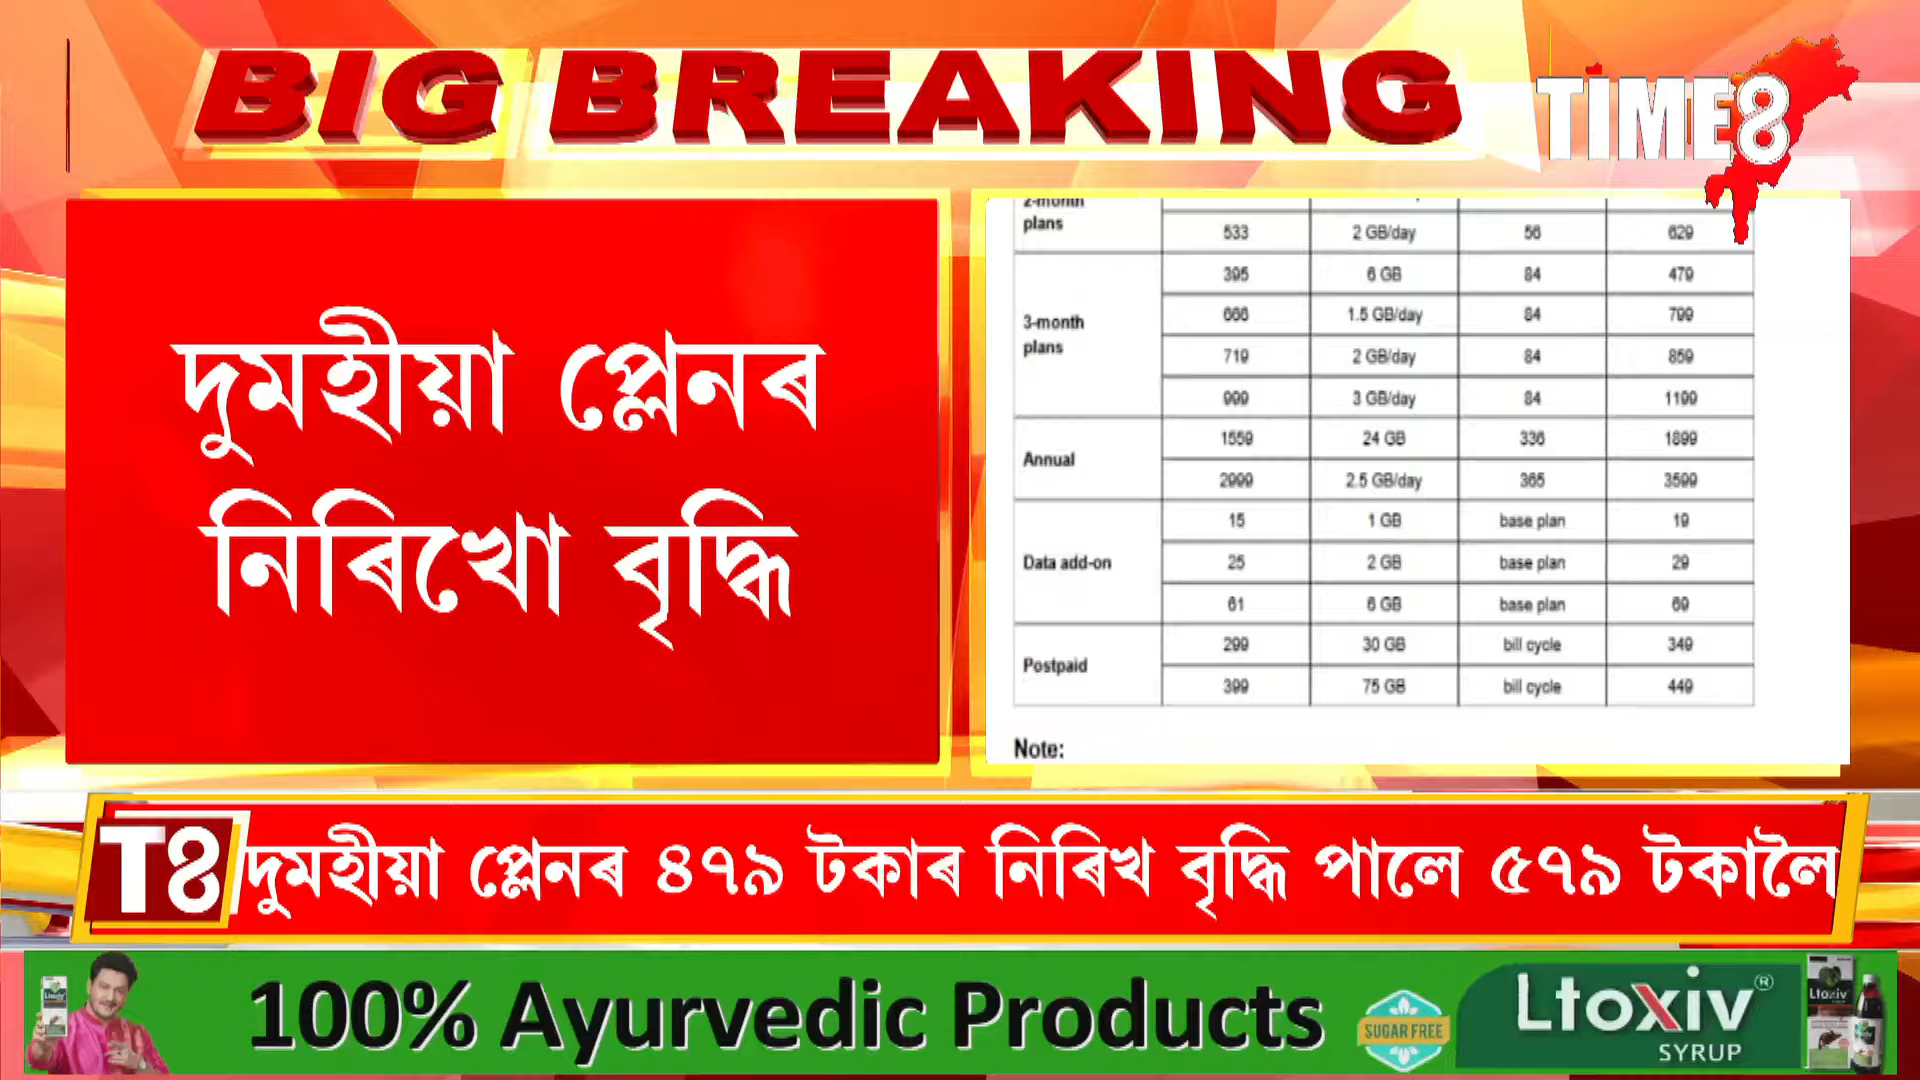 BIG BREAKING
TIME8
দুমহীয়া প্লেনৰ
নিৰিখো বৃদ্ধি
2-month
plans
533 2 GB/day 56 629
395 6 GB 84 479
3-month
plans
666 1.5 GB/day 84 799
719 2 GB/day 84 859
999 3 GB/day 84 1199
Annual
1559 24 GB 336 1899
2999 2.5 GB/day 365 3599
Data add-on
15 1 GB base plan 19
25 2 GB base plan 29
61 6 GB base plan 69
Postpaid
299 30 GB bill cycle 349
399 75 GB bill cycle 449
Note:
T8
দুমহীয়া প্লেনৰ ৪৭৯ টকাৰ নিৰিখ বৃদ্ধি পালে ৫৭৯ টকালৈ
100% Ayurvedic Products
SUGAR FREE
Ltoxiv®
SYRUP
Ltoxiv